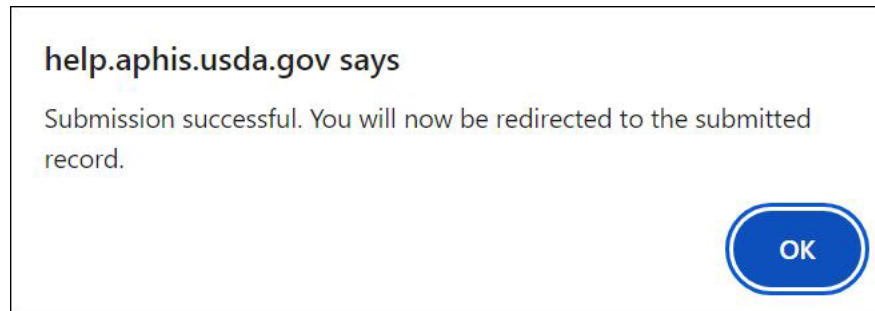 help.aphis.usda.gov says
Submission successful. You will now be redirected to the submitted
record.
OK